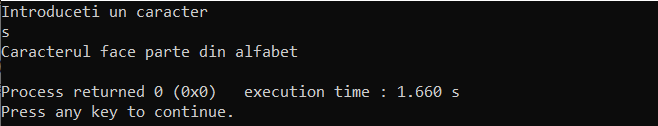 Introduceti un caracter
s
Caracterul face parte din alfabet
Process returned 0 (0x0)   execution time : 1.660 s
Press any key to continue.